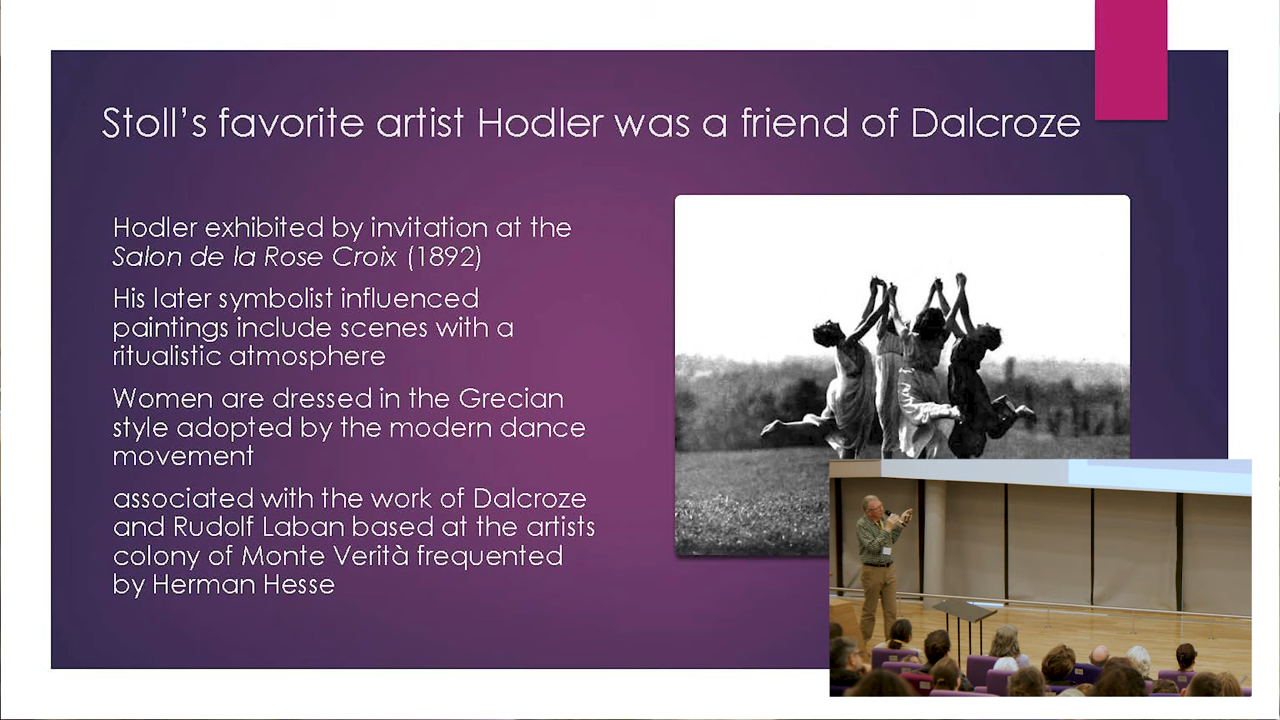 Stoll's favorite artist Hodler was a friend of Dalcroze
Hodler exhibited by invitation at the
Salon de la Rose Croix (1892)
His later symbolist influenced
paintings include scenes with a
ritualistic atmosphere
Women are dressed in the Grecian
style adopted by the modern dance
movement
associated with the work of Dalcroze
and Rudolf Laban based at the artists
colony of Monte Verità frequented
by Herman Hesse